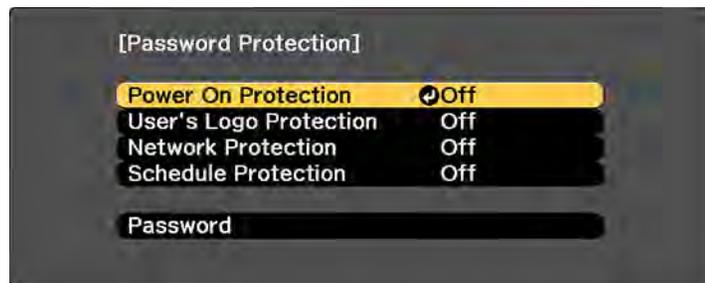 [Password Protection]
Power On Protection Off
User's Logo Protection Off
Network Protection Off
Schedule Protection Off
Password